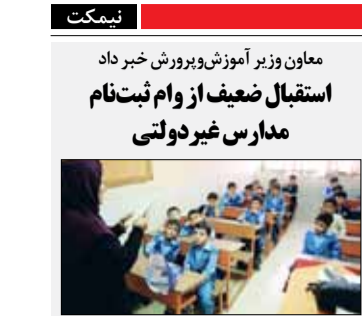 نیمکت
معاون وزیر آموزش‌وپرورش خبر داد
استقبال ضعیف از وام ثبت‌نام
مدارس غیردولتی